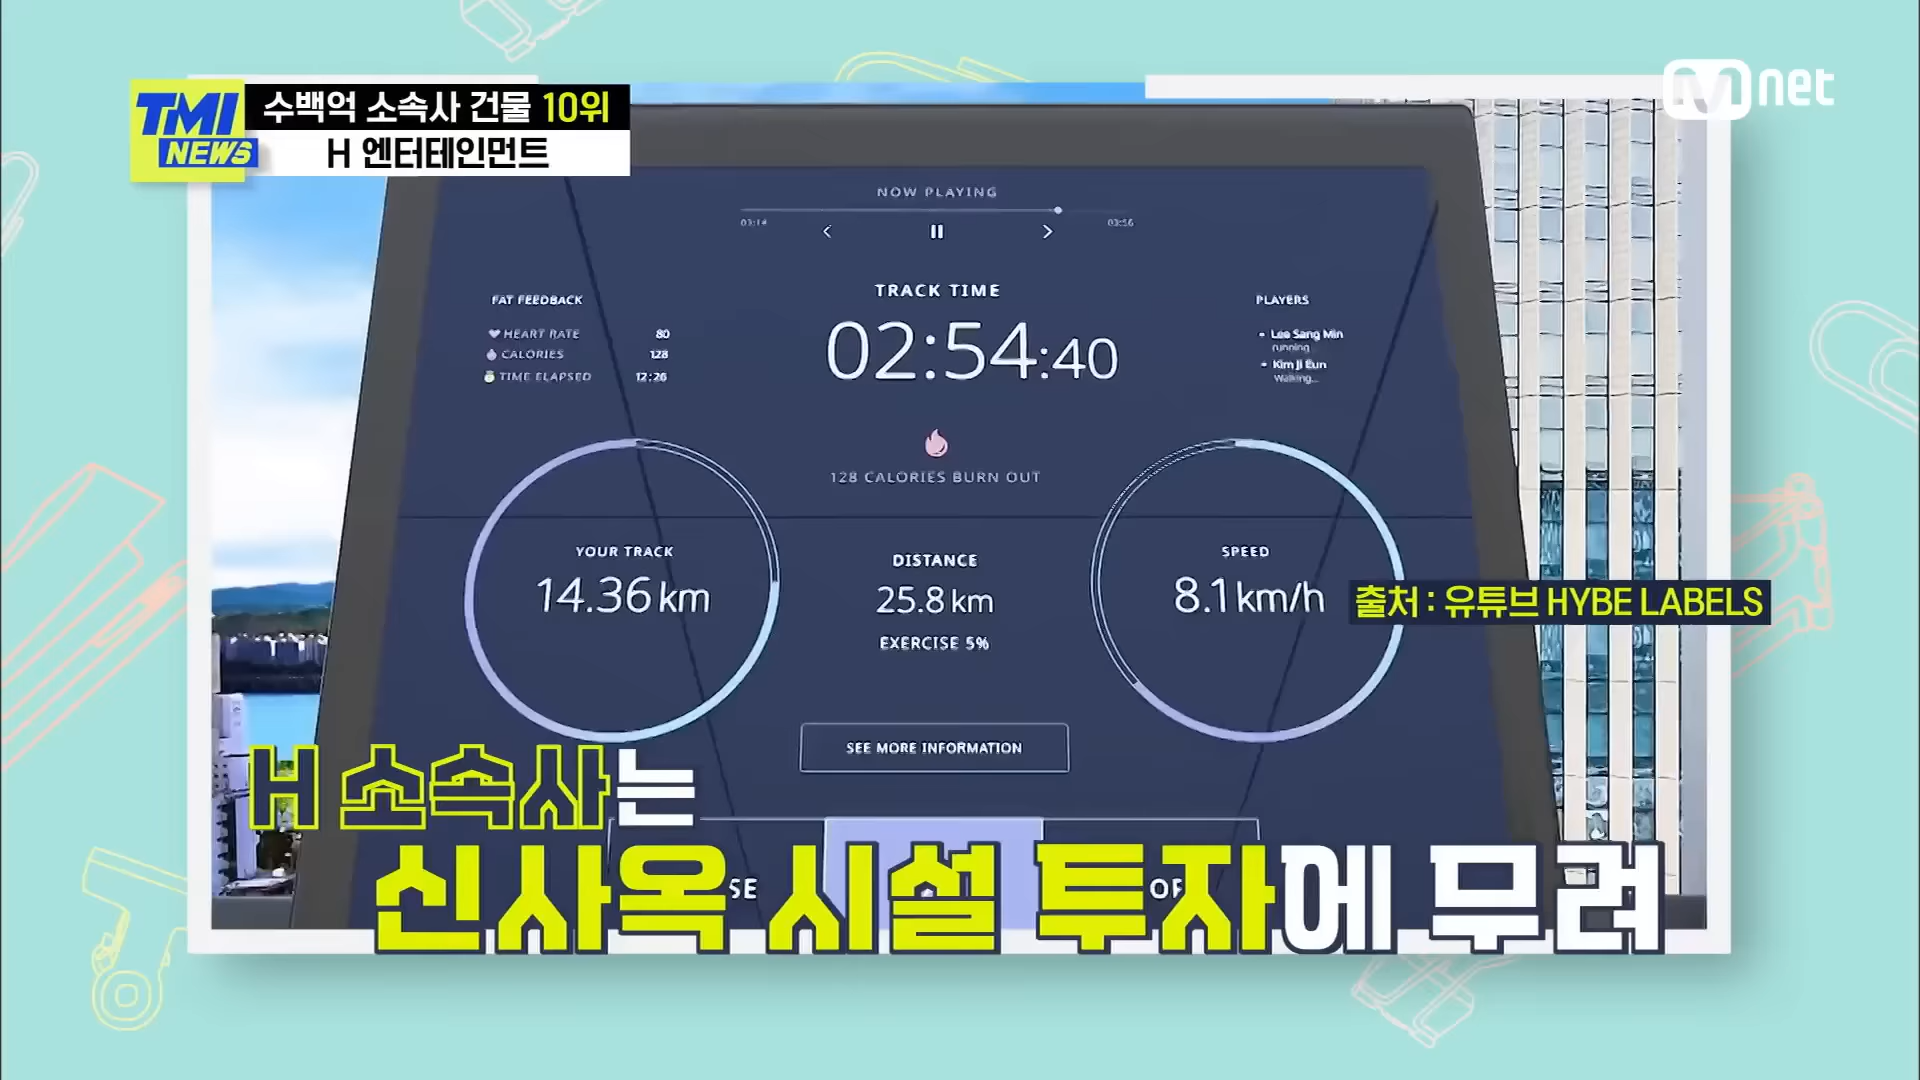 TMI NEWS
수백억 소속사 건물 10위
H 엔터테인먼트
Mnet
NOW PLAYING
03:14
03:56
TRACK TIME
02:54:40
FAT FEEDBACK
HEART RATE 80
CALORIES 128
TIME ELAPSED 12:26
PLAYERS
• Lee Sang Min
running
• Kim Ji Eun
Walking...
128 CALORIES BURN OUT
YOUR TRACK
14.36 km
DISTANCE
25.8 km
EXERCISE 5%
SPEED
8.1 km/h
출처 : 유튜브 HYBE LABELS
SEE MORE INFORMATION
H 소속사는
신사옥 시설 투자에 무려